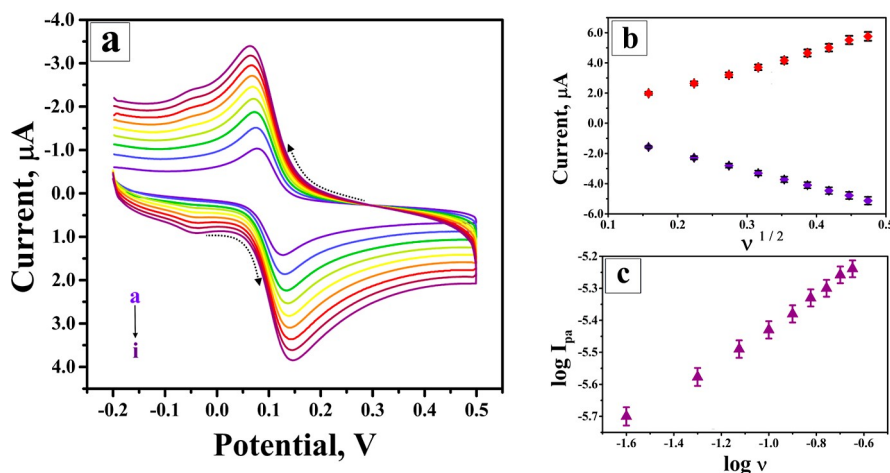 a
-4.0
-3.0
-2.0
-1.0
0.0
1.0
2.0
3.0
4.0
Current, μA
a
i
-0.2 0.0 0.1 0.2 0.3 0.4 0.5
Potential, V
b
6.0
4.0
2.0
0.0
-2.0
-4.0
-6.0
Current, μA
0.1 0.2 0.3 0.4 0.5
ν 1/2
c
-5.2
-5.3
-5.4
-5.5
-5.6
-5.7
log Ipa
-1.6 -1.4 -1.2 -1.0 -0.8 -0.6
log ν